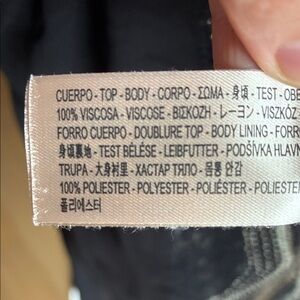 CUERPO - TOP - BODY - CORPO - ΣΩΜΑ - 身頃 - TEST - OBE
100% VISCOSA - VISCOSE - ΒΙΣΚΟΖΗ - レーヨン - VISZKÓZ
FORRO CUERPO - DOUBLURE TOP - BODY LINING - FORR
身頃裏地 - TEST BÉLÉSE - LEIBFUTTER - PODŠÍVKA HLAVN
TRUPA - 大身衬里 - ХАСТАР ТЯЛО - 몸통 안감
100% POLIESTER - POLYESTER - POLIÉSTER - POLIESTE
폴리에스터